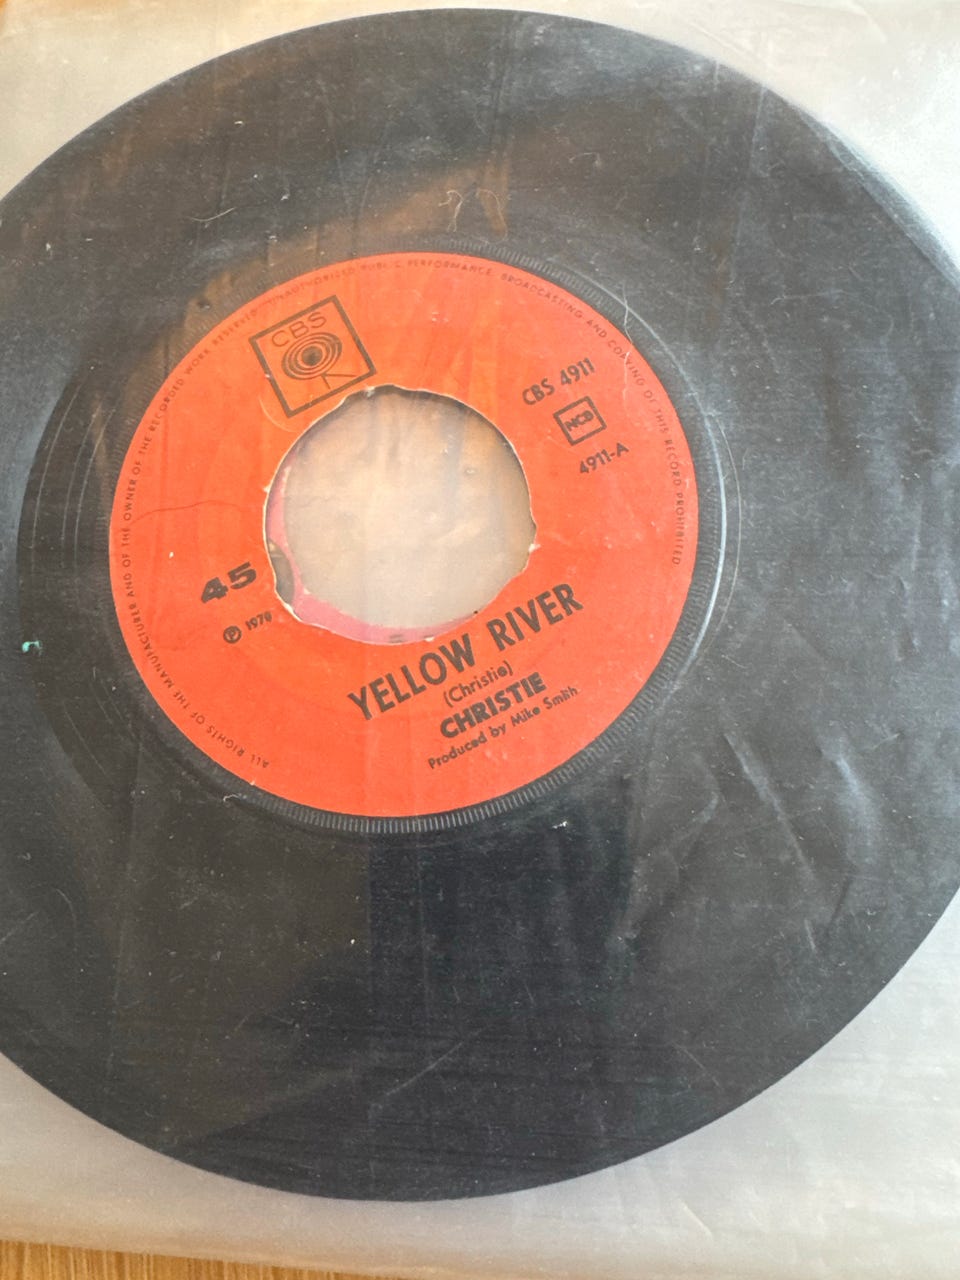 ALL RIGHTS OF THE MANUFACTURER AND OF THE OWNER OF THE RECORDED WORK RESERVED UNAUTHORIZED PUBLIC PERFORMANCE BROADCASTING AND COPYING OF THIS RECORD PROHIBITED
CBS
CBS 4911
NCB
4911-A
45
℗ 1970
YELLOW RIVER
(Christie)
CHRISTIE
Produced by Mike Smith